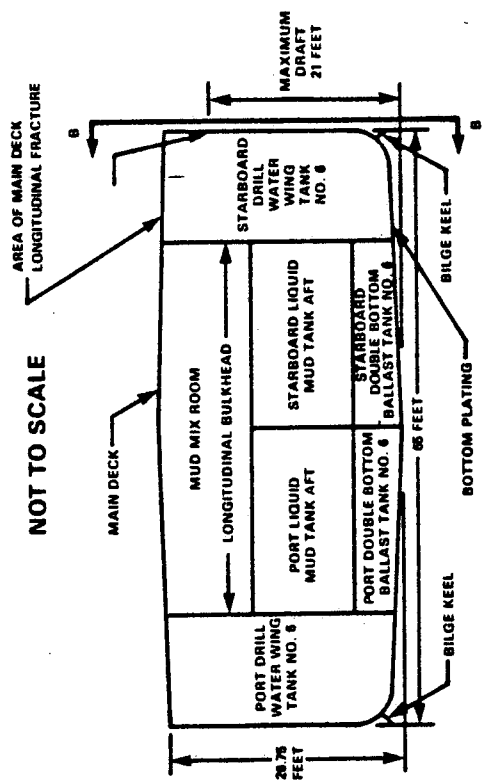 NOT TO SCALE
AREA OF MAIN DECK
LONGITUDINAL FRACTURE
MAIN DECK
B
MAXIMUM
DRAFT
21 FEET
MUD MIX ROOM
LONGITUDINAL BULKHEAD
PORT DRILL
WATER WING
TANK NO. 6
PORT LIQUID
MUD TANK AFT
STARBOARD LIQUID
MUD TANK AFT
STARBOARD
DRILL
WATER
WING
TANK
NO. 6
PORT DOUBLE BOTTOM
BALLAST TANK NO. 6
STARBOARD
DOUBLE BOTTOM
BALLAST TANK NO. 6
26.75
FEET
65 FEET
BILGE KEEL
BOTTOM PLATING
BILGE KEEL
B